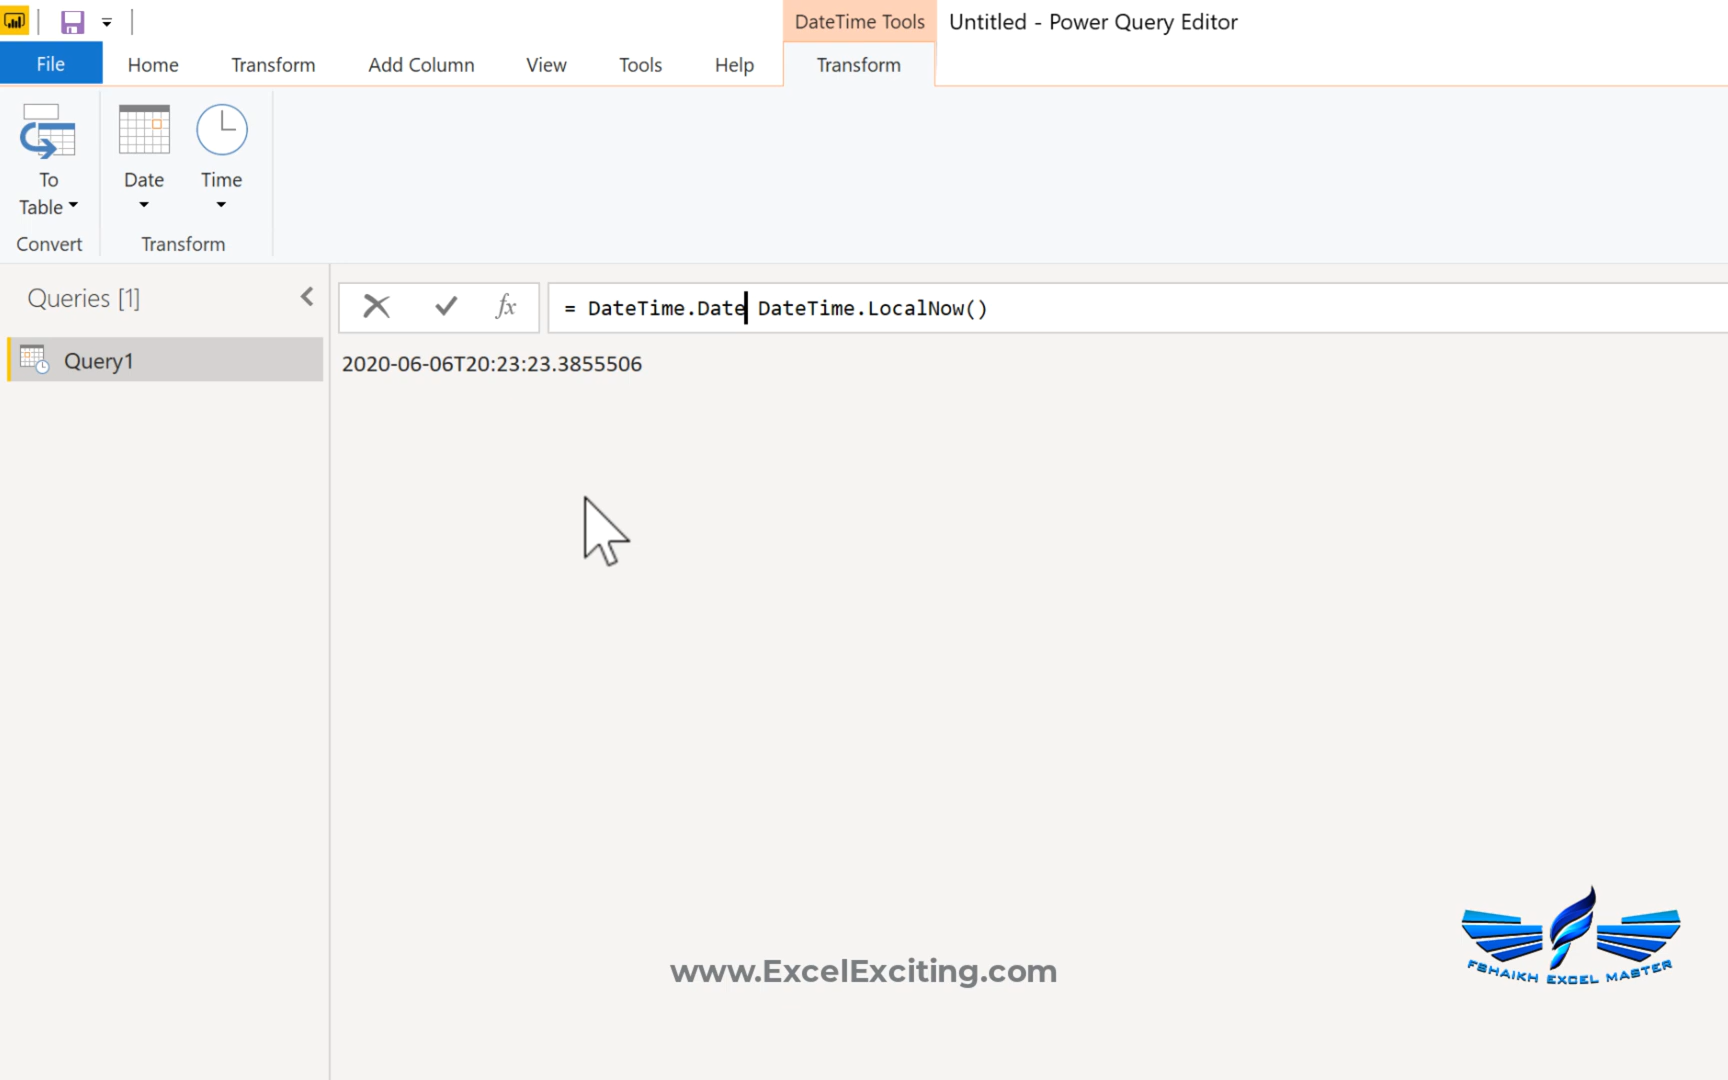 DateTime Tools
Untitled - Power Query Editor
File
Home
Transform
Add Column
View
Tools
Help
Transform
To
Table
Date
Time
Convert
Transform
Queries [1]
fx
= DateTime.Date DateTime.LocalNow()
Query1
2020-06-06T20:23:23.3855506
www.ExcelExciting.com
FSHAIKH EXCEL MASTER